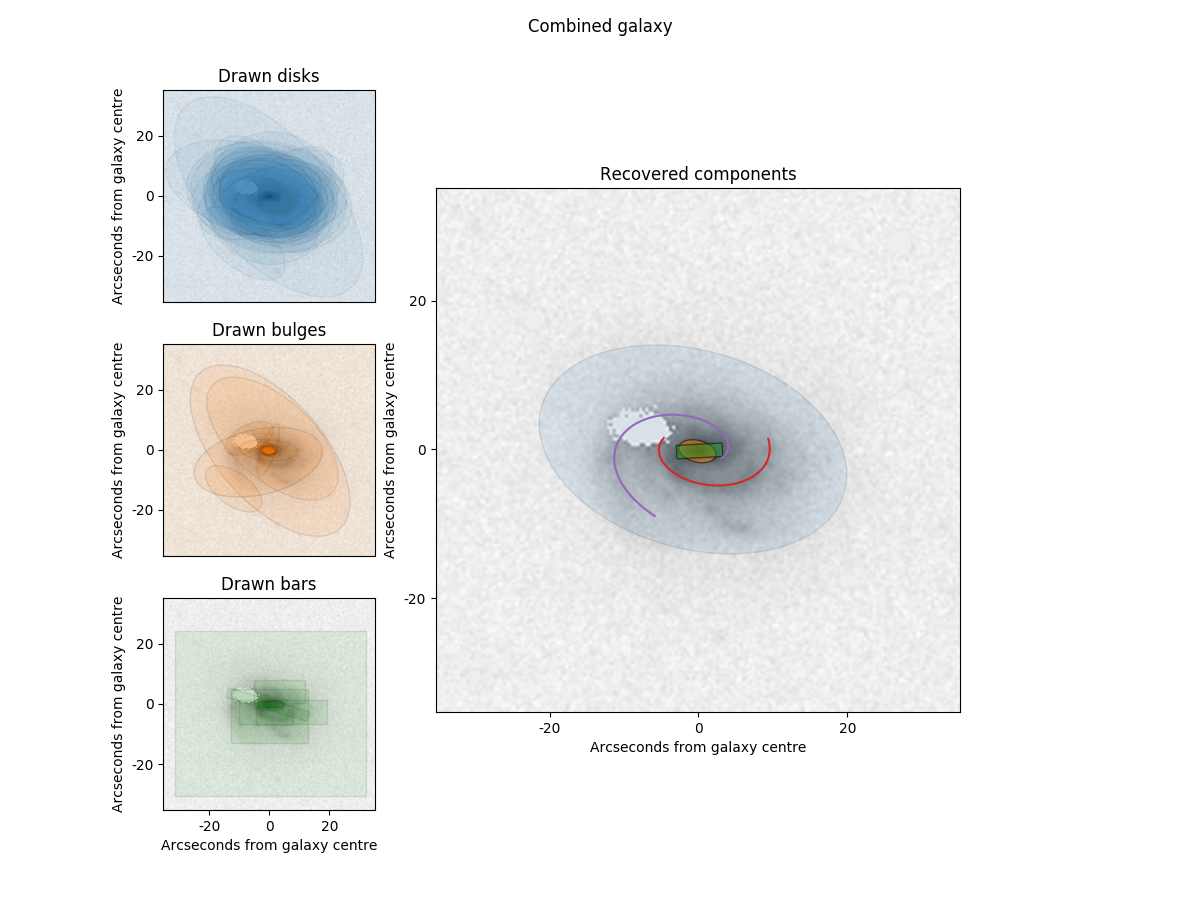 Combined galaxy
Drawn disks
Arcseconds from galaxy centre
20
0
-20
Drawn bulges
Arcseconds from galaxy centre
20
0
-20
Drawn bars
Arcseconds from galaxy centre
20
0
-20
-20 0 20
Arcseconds from galaxy centre
Recovered components
Arcseconds from galaxy centre
20
0
-20
-20 0 20
Arcseconds from galaxy centre